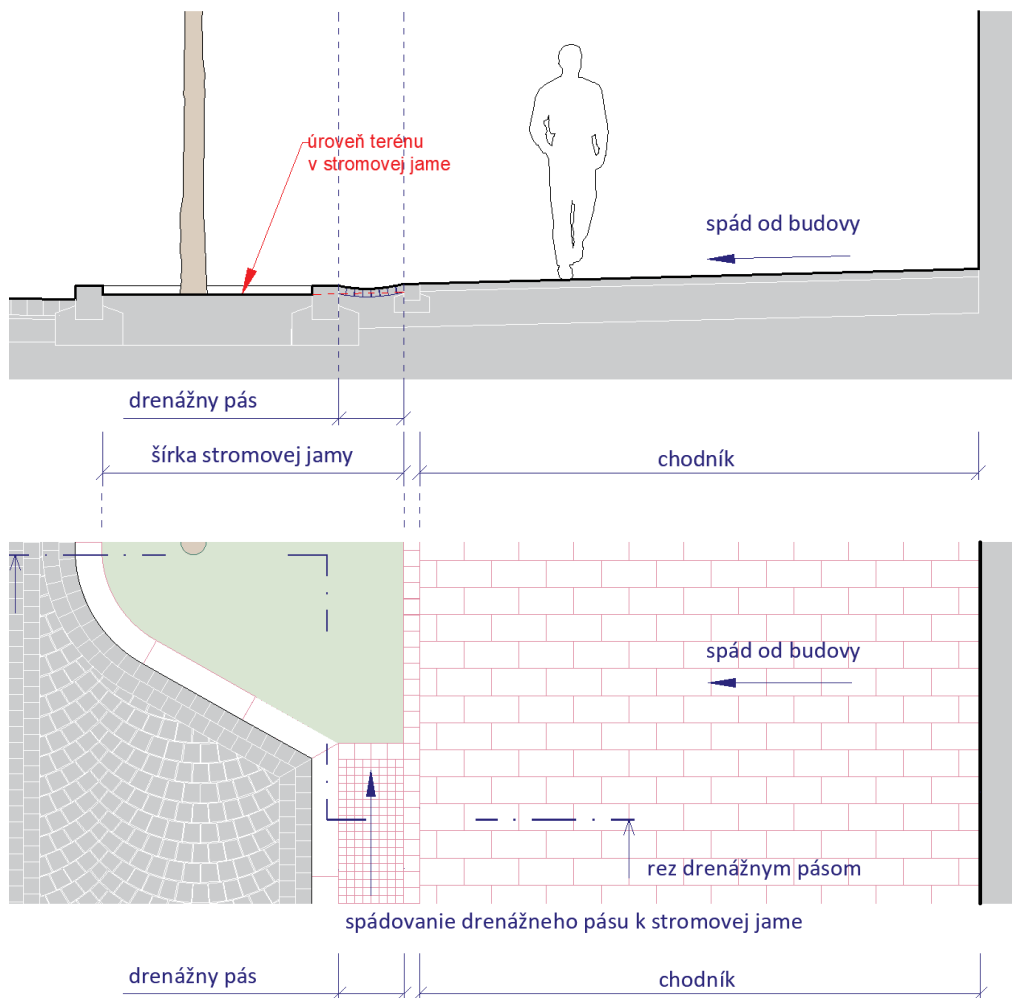 úroveň terénu
v stromovej jame
spád od budovy
drenážny pás
šírka stromovej jamy
chodník
spád od budovy
rez drenážnym pásom
spádovanie drenážneho pásu k stromovej jame
drenážny pás
chodník